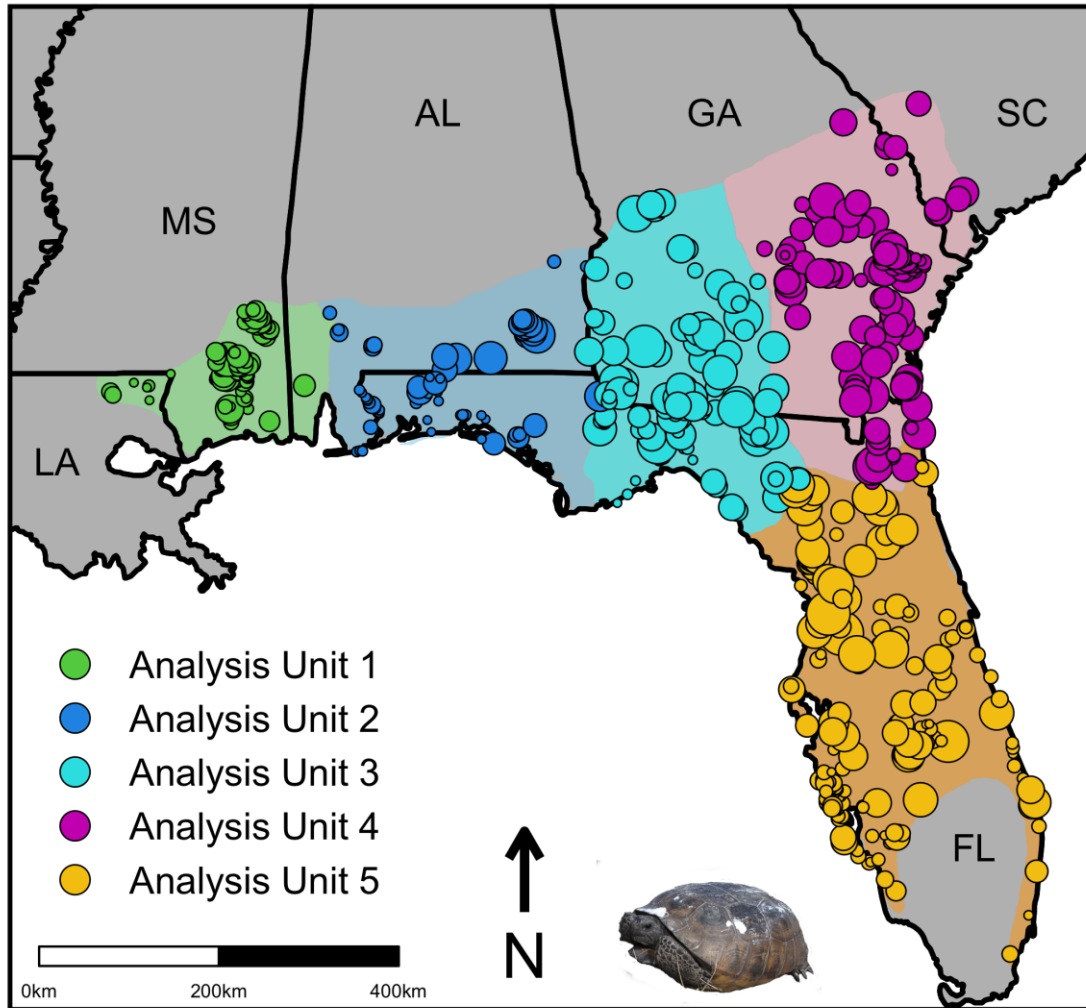 AL
GA
SC
MS
LA
Analysis Unit 1
Analysis Unit 2
Analysis Unit 3
Analysis Unit 4
Analysis Unit 5
FL
N
0km
200km
400km